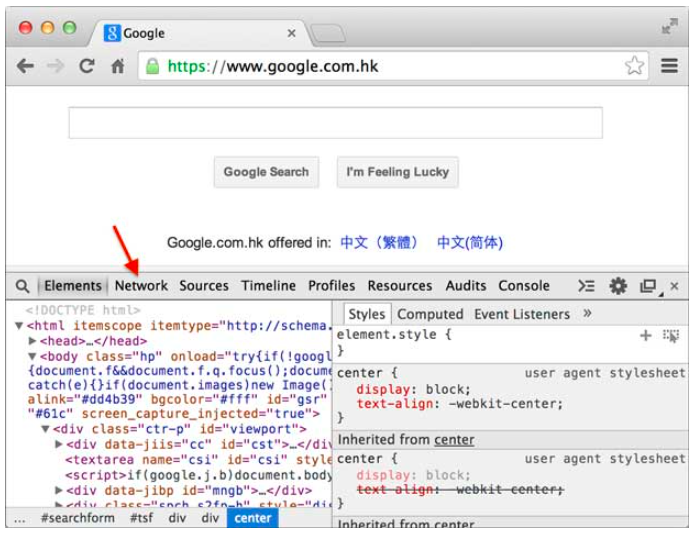 Google
https://www.google.com.hk
Google Search I'm Feeling Lucky
Google.com.hk offered in: 中文（繁體） 中文(简体)
Elements Network Sources Timeline Profiles Resources Audits Console
<!DOCTYPE html>
<html itemscope itemtype="http://schema.
<head>…</head>
<body class="hp" onload="try{if(!googl
{document.f&&document.f.q.focus();docume
catch(e){}if(document.images)new Image(
alink="#dd4b39" bgcolor="#fff" id="gsr"
"#61c" screen_capture_injected="true">
<div class="ctr-p" id="viewport">
<div data-jiis="cc" id="cst">…</div
<textarea name="csi" id="csi" style
<script>if(google.j.b)document.body
<div data-jibp id="mngb">…</div>
<div class="spch s2fp-h" style="di
... #searchform #tsf div div center
Styles Computed Event Listeners »
element.style {
}
center { user agent stylesheet
display: block;
text-align: -webkit-center;
}
Inherited from center
center { user agent stylesheet
display: block;
text-align: -webkit-center;
}
Inherited from center